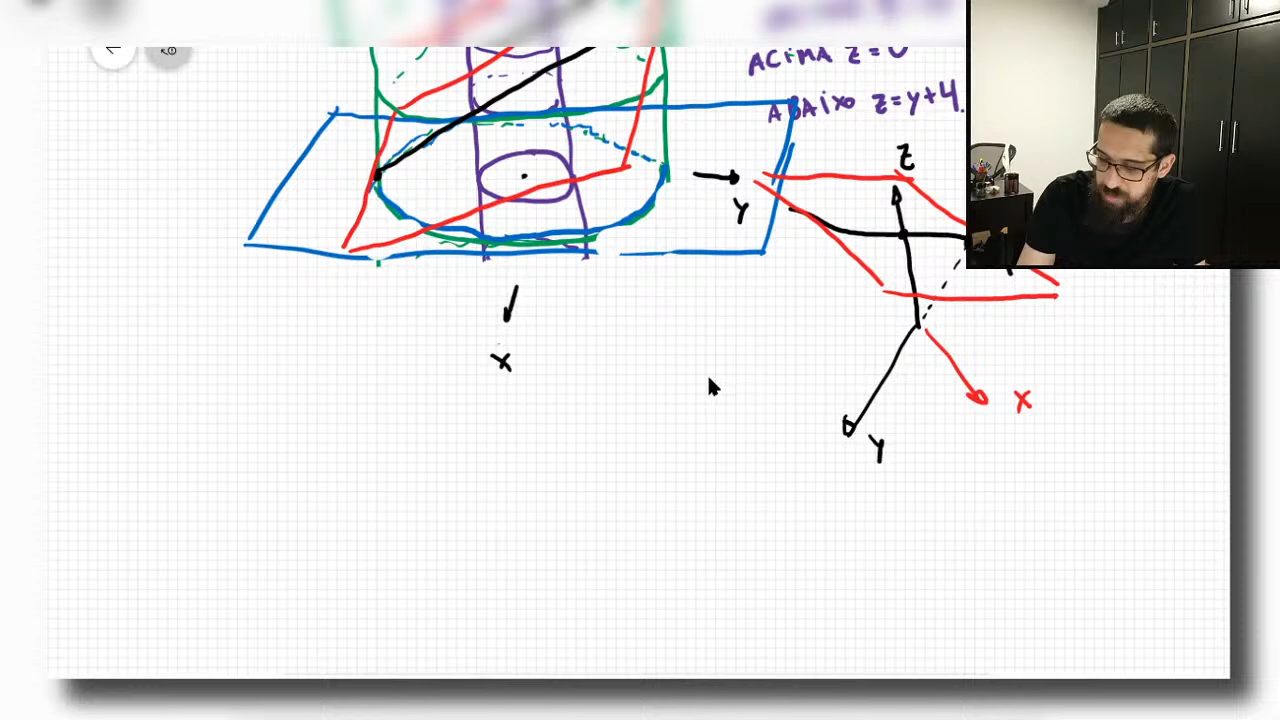 ACIMA Z = 0
ABAIXO Z = y+4.
Z
Y
X
X
Y